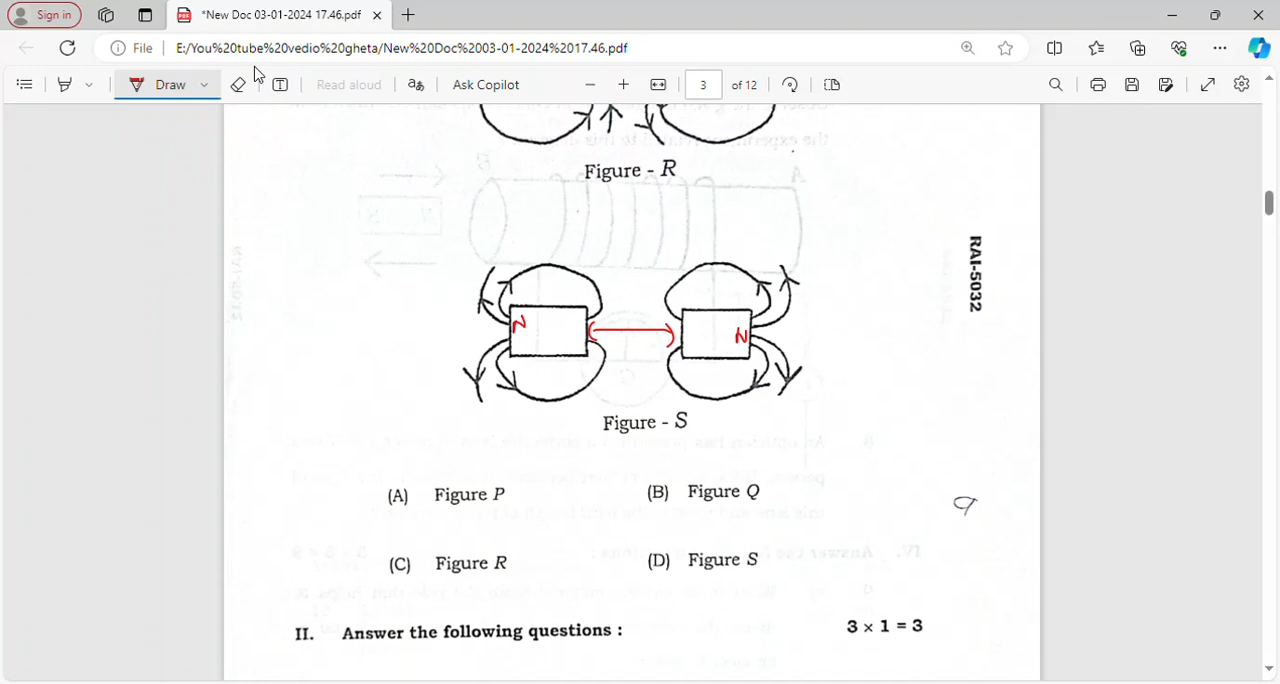 Sign in
*New Doc 03-01-2024 17.46.pdf
File
E:/You%20tube%20vedio%20gheta/New%20Doc%2003-01-2024%2017.46.pdf
Draw
Read aloud
aあ
Ask Copilot
3
of 12
Figure - R
RAI-5032
N
N
Figure - S
(A) Figure P
(B) Figure Q
(C) Figure R
(D) Figure S
II. Answer the following questions :
3 × 1 = 3